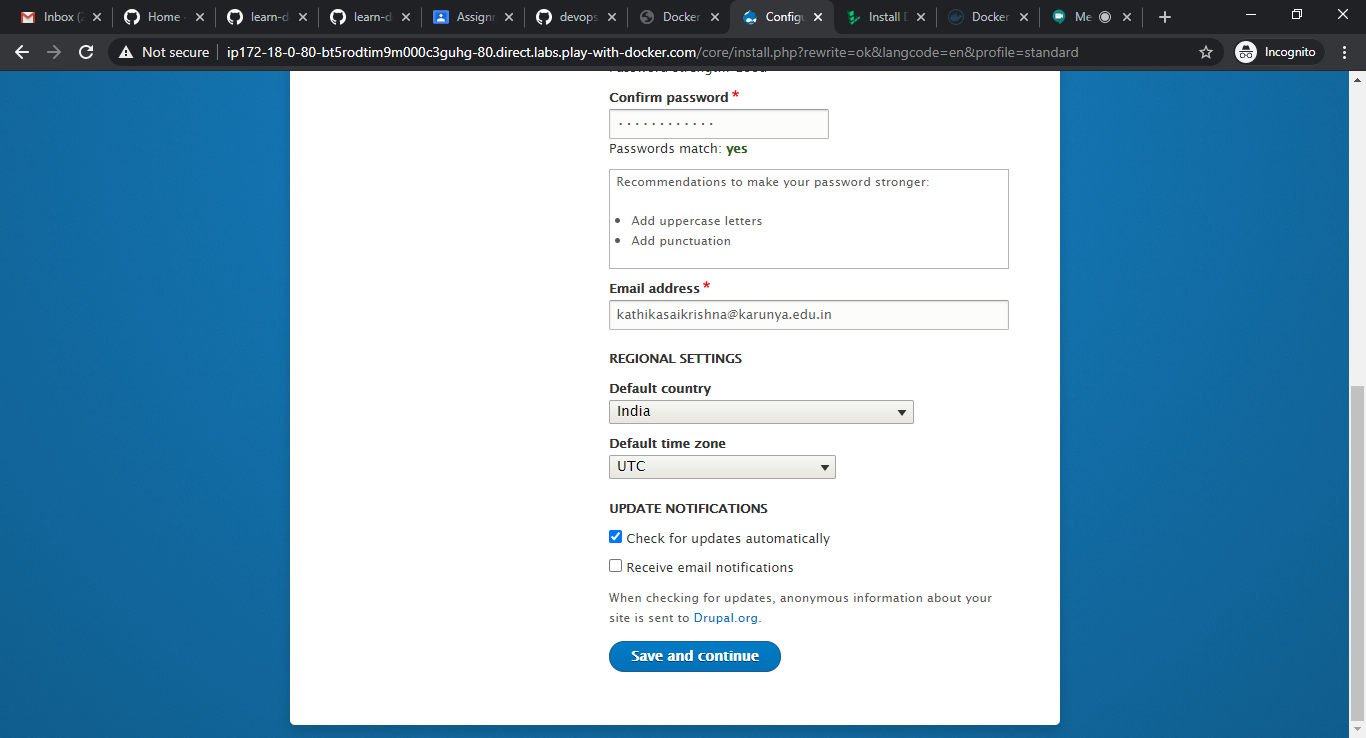 Inbox (2
Home -
learn-d
learn-d
Assignn
devops
Docker
Configu
Install D
Docker
Me
Not secure
ip172-18-0-80-bt5rodtim9m000c3guhg-80.direct.labs.play-with-docker.com/core/install.php?rewrite=ok&langcode=en&profile=standard
Incognito
Confirm password *
············
Passwords match: yes
Recommendations to make your password stronger:
• Add uppercase letters
• Add punctuation
Email address *
kathikasaikrishna@karunya.edu.in
REGIONAL SETTINGS
Default country
India
Default time zone
UTC
UPDATE NOTIFICATIONS
Check for updates automatically
Receive email notifications
When checking for updates, anonymous information about your
site is sent to Drupal.org.
Save and continue